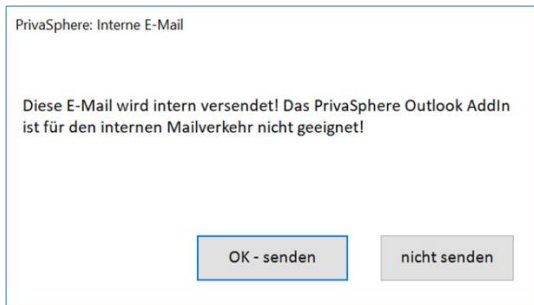 PrivaSphere: Interne E-Mail
Diese E-Mail wird intern versendet! Das PrivaSphere Outlook AddIn
ist für den internen Mailverkehr nicht geeignet!
OK - senden
nicht senden